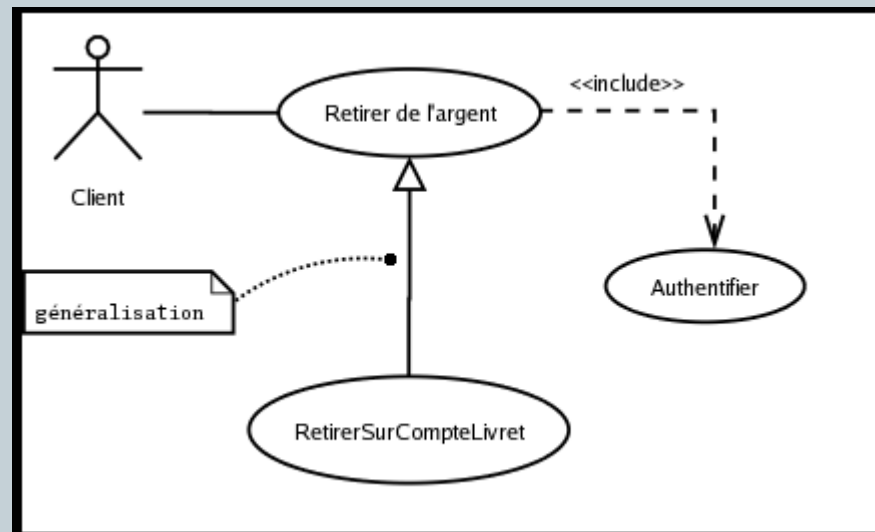 <<include>>
Retirer de l'argent
Client
Authentifier
généralisation
RetirerSurCompteLivret